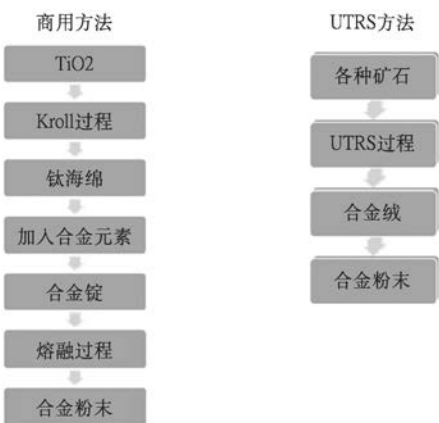 商用方法
TiO2
Kroll过程
钛海绵
加入合金元素
合金锭
熔融过程
合金粉末
UTRS方法
各种矿石
UTRS过程
合金绒
合金粉末